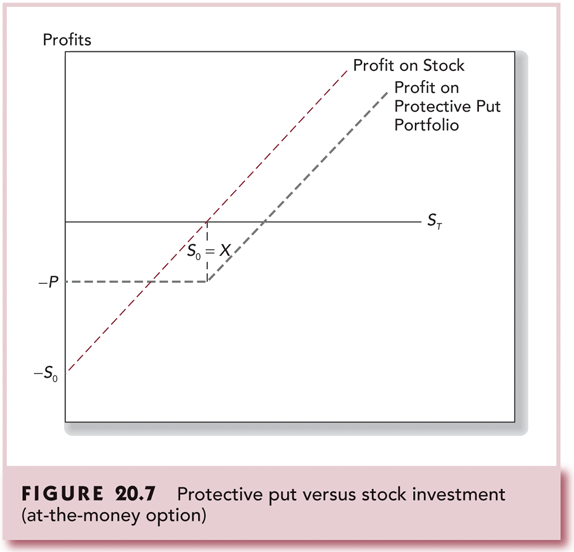 Profits
Profit on Stock
Profit on
Protective Put
Portfolio
S_T
S_0 = X
−P
−S_0
FIGURE 20.7 Protective put versus stock investment
(at-the-money option)